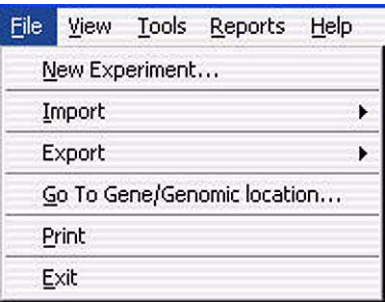 File View Tools Reports Help
New Experiment...
Import
Export
Go To Gene/Genomic location...
Print
Exit